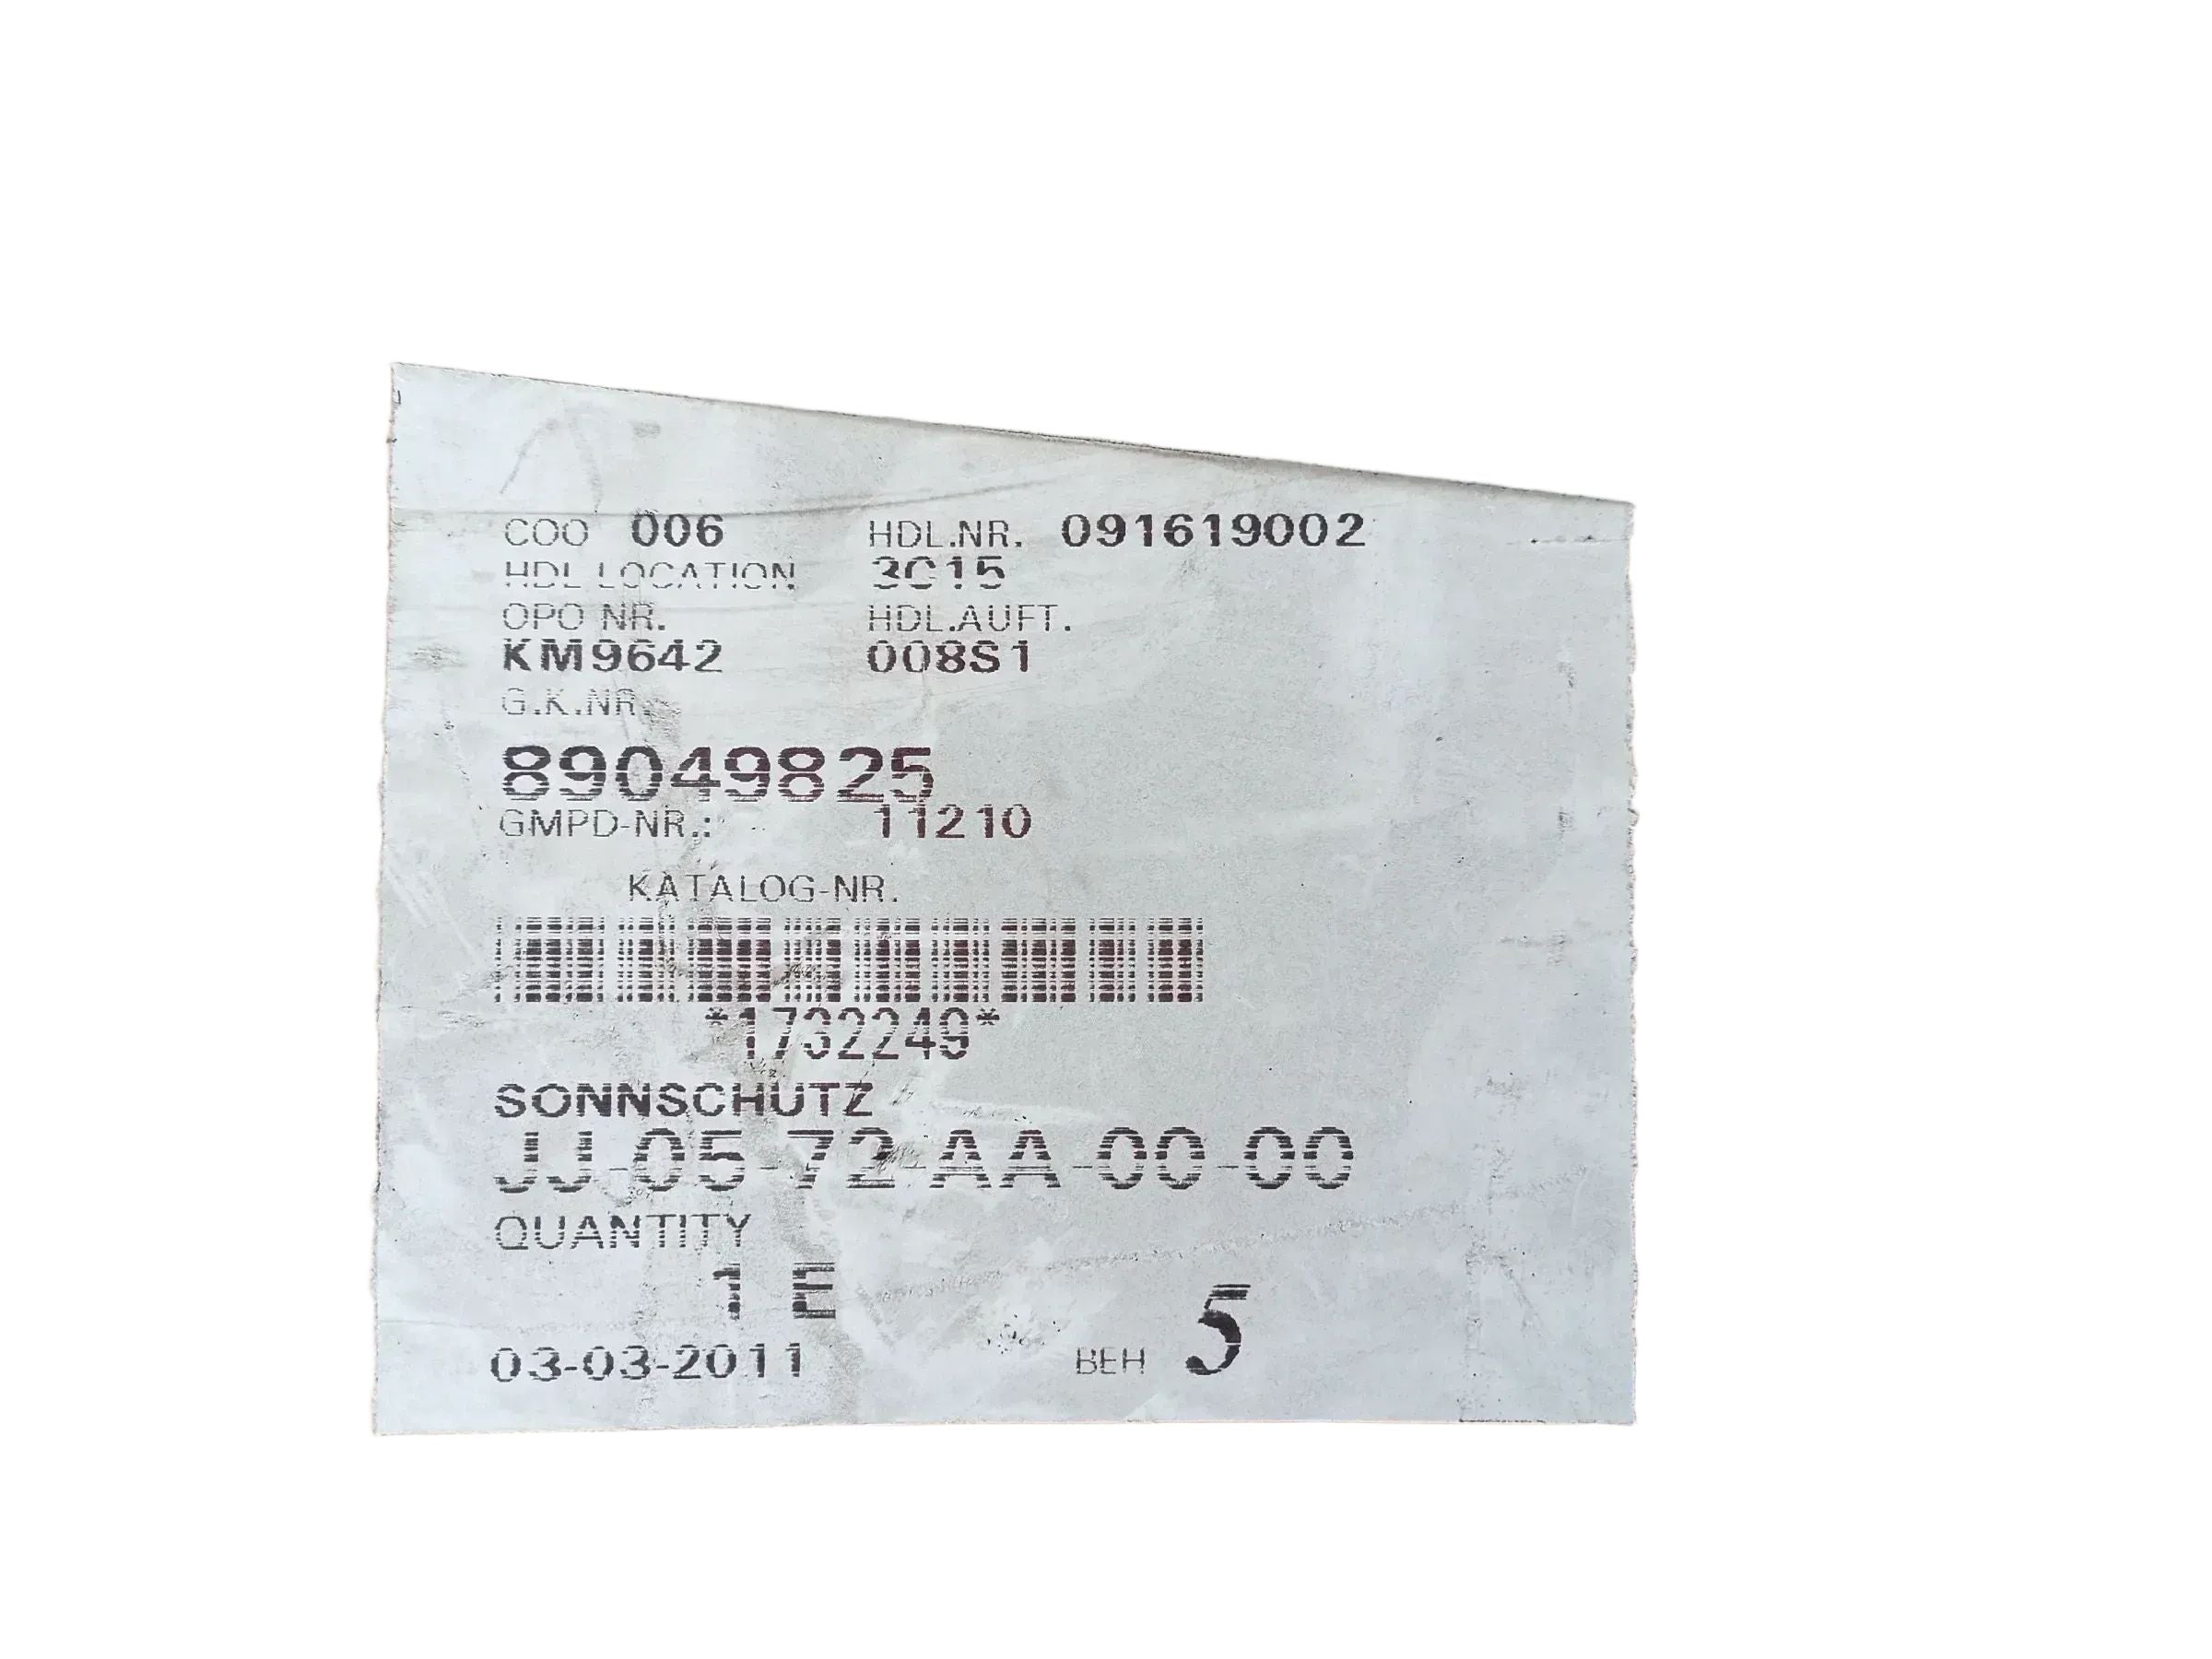 COO 006 HDL.NR. 091619002
HDL LOCATION 3C15
OPO NR. HDL.AUFT.
KM9642 008S1
G.K.NR.
89049825
GMPD-NR.: 11210
KATALOG-NR.
*1732249*
SONNSCHUTZ
JJ-05-72-AA-00-00
QUANTITY
1 E
03-03-2011 BEH 5